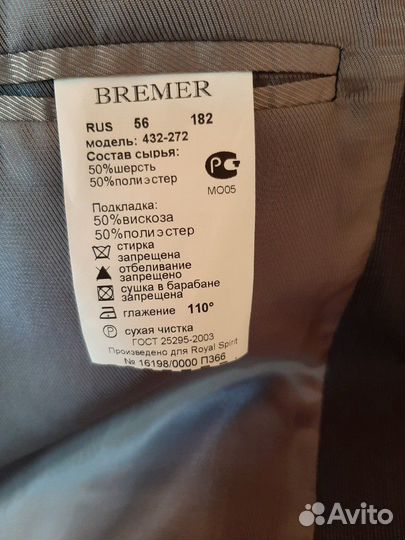 BREMER
RUS 56 182
модель: 432-272
Состав сырья:
50%шерсть
50%полиэстер
РС
МО05
Подкладка:
50%вискоза
50%полиэстер
стирка
запрещена
отбеливание
запрещено
сушка в барабане
запрещена
глажение 110°
P сухая чистка
ГОСТ 25295-2003
Произведено для Royal Spirit
№ 16198/0000 П366
Avito